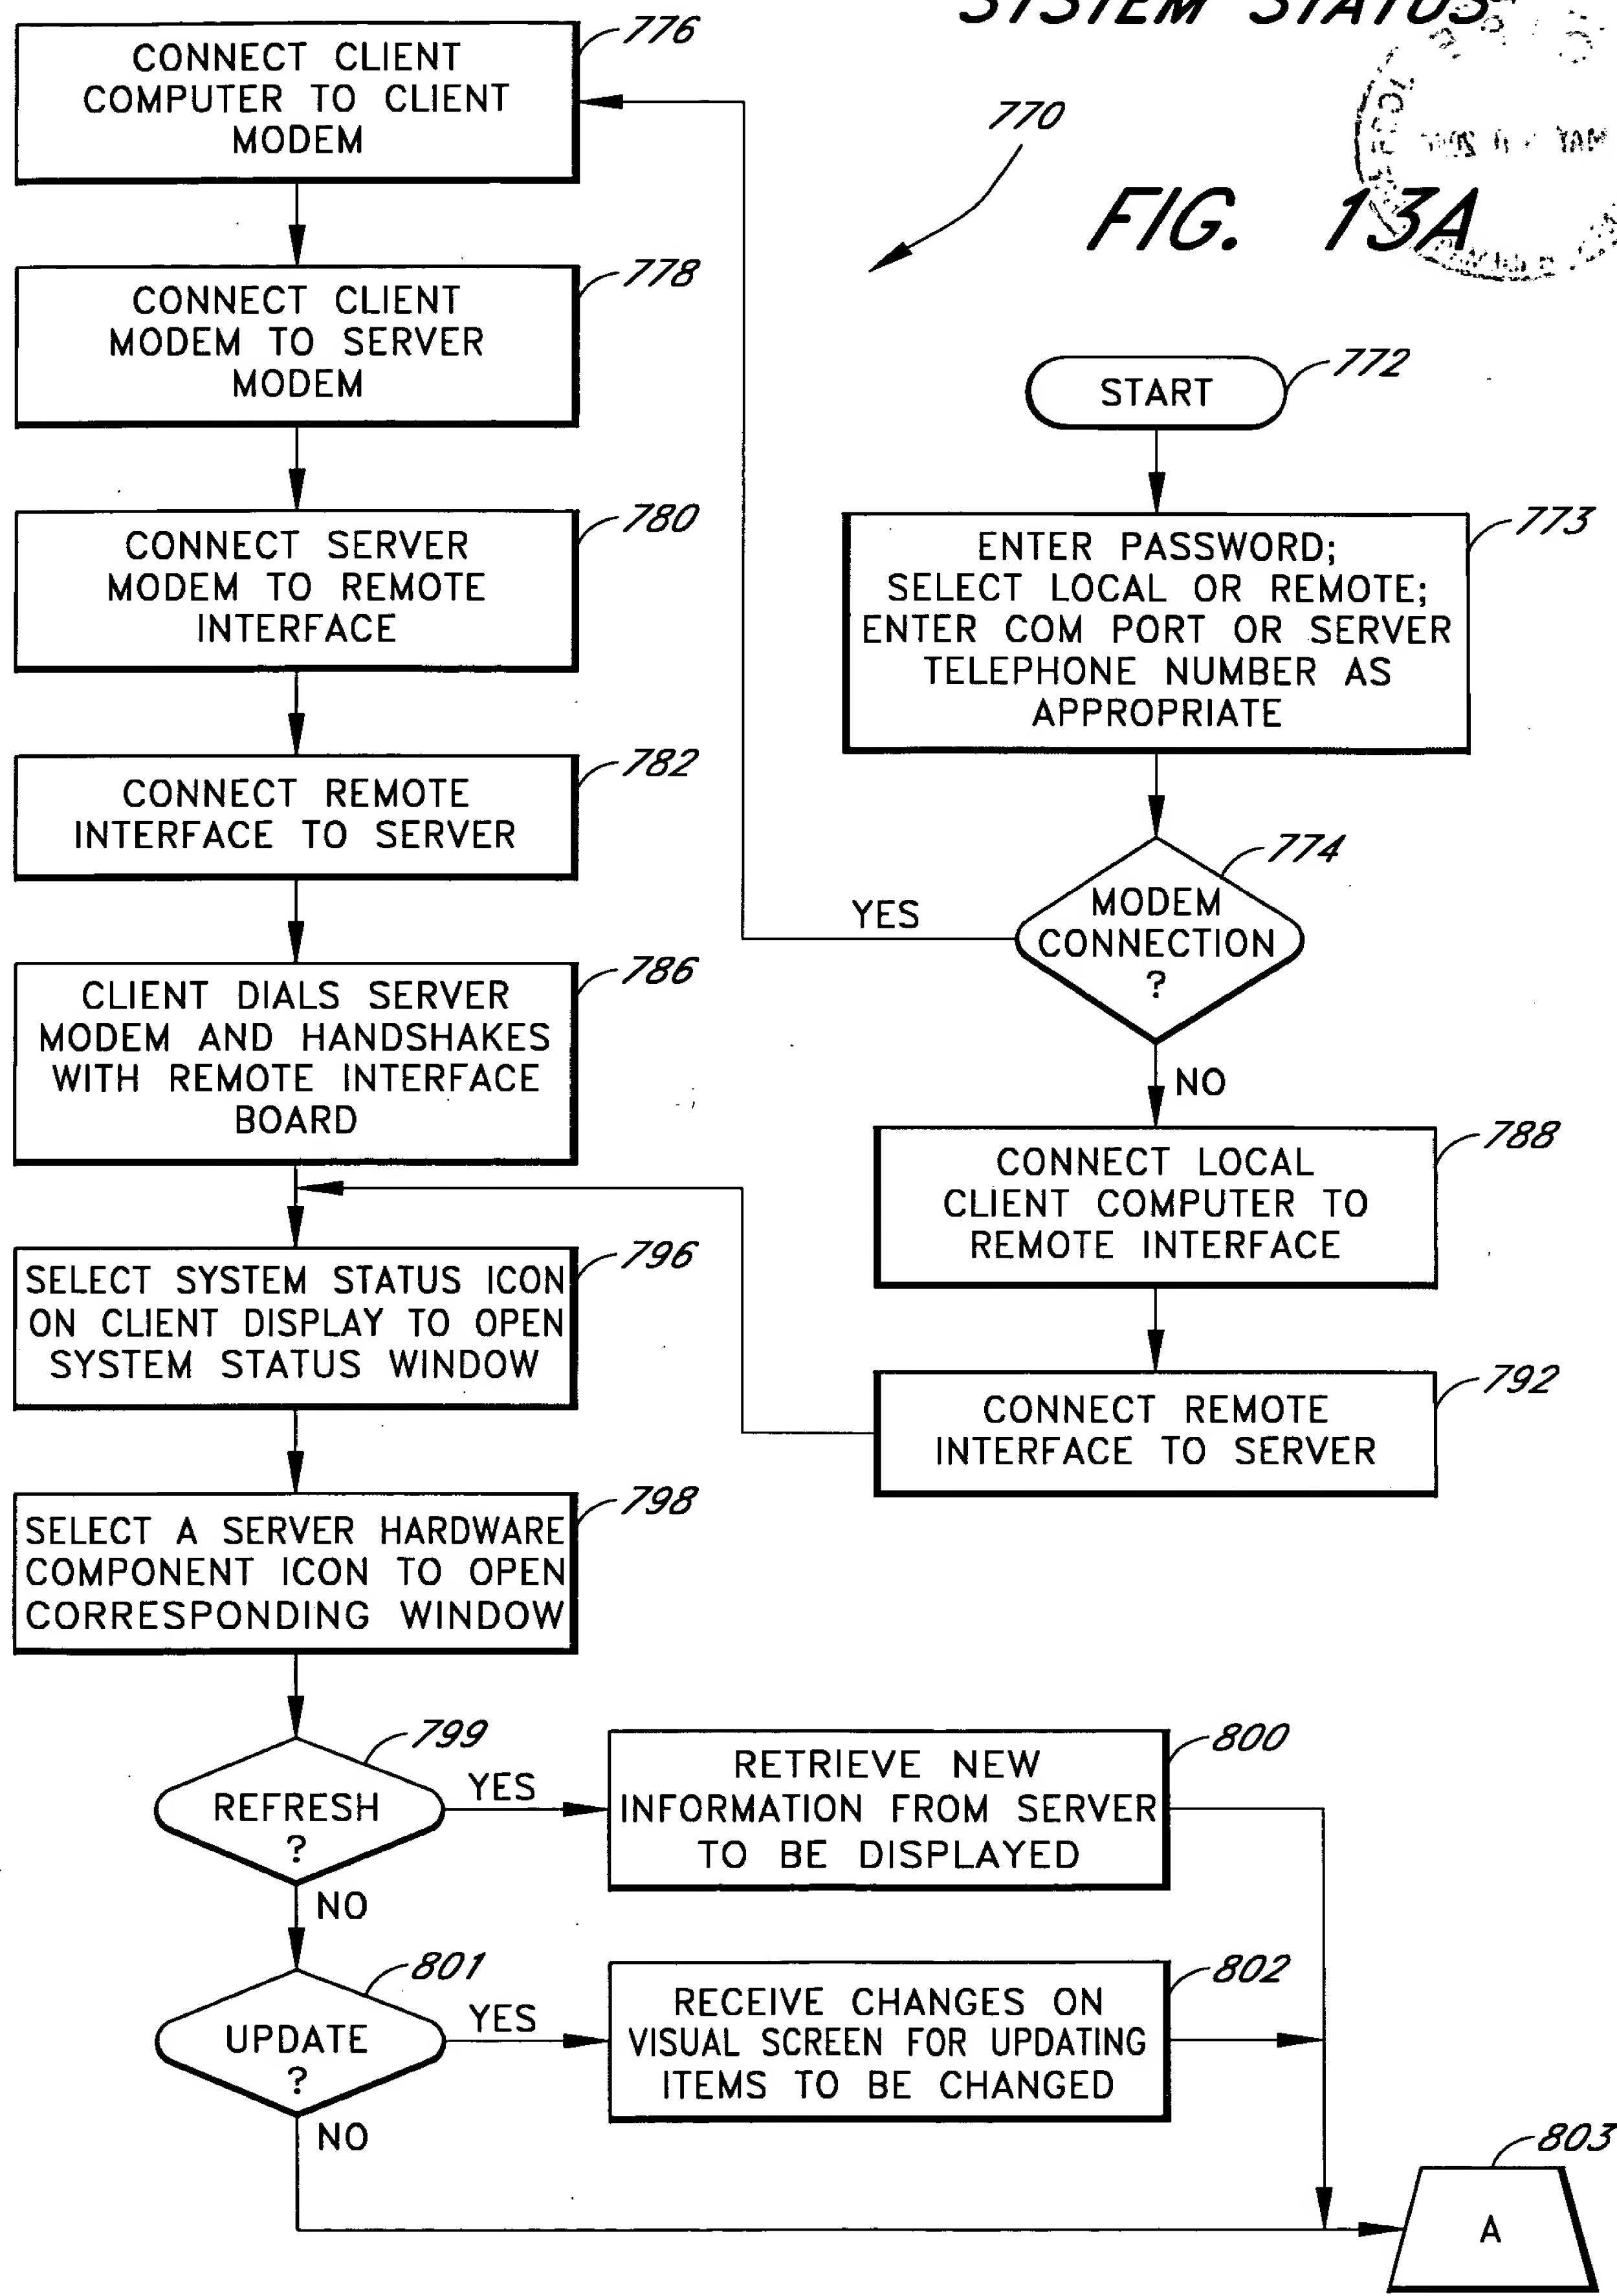 SYSTEM STATUS
770
FIG. 13A
776
CONNECT CLIENT
COMPUTER TO CLIENT
MODEM
778
CONNECT CLIENT
MODEM TO SERVER
MODEM
780
CONNECT SERVER
MODEM TO REMOTE
INTERFACE
782
CONNECT REMOTE
INTERFACE TO SERVER
786
CLIENT DIALS SERVER
MODEM AND HANDSHAKES
WITH REMOTE INTERFACE
BOARD
796
SELECT SYSTEM STATUS ICON
ON CLIENT DISPLAY TO OPEN
SYSTEM STATUS WINDOW
798
SELECT A SERVER HARDWARE
COMPONENT ICON TO OPEN
CORRESPONDING WINDOW
772
START
773
ENTER PASSWORD;
SELECT LOCAL OR REMOTE;
ENTER COM PORT OR SERVER
TELEPHONE NUMBER AS
APPROPRIATE
774
MODEM
CONNECTION
?
YES
NO
788
CONNECT LOCAL
CLIENT COMPUTER TO
REMOTE INTERFACE
792
CONNECT REMOTE
INTERFACE TO SERVER
799
REFRESH
?
YES
NO
800
RETRIEVE NEW
INFORMATION FROM SERVER
TO BE DISPLAYED
801
UPDATE
?
YES
NO
802
RECEIVE CHANGES ON
VISUAL SCREEN FOR UPDATING
ITEMS TO BE CHANGED
803
A